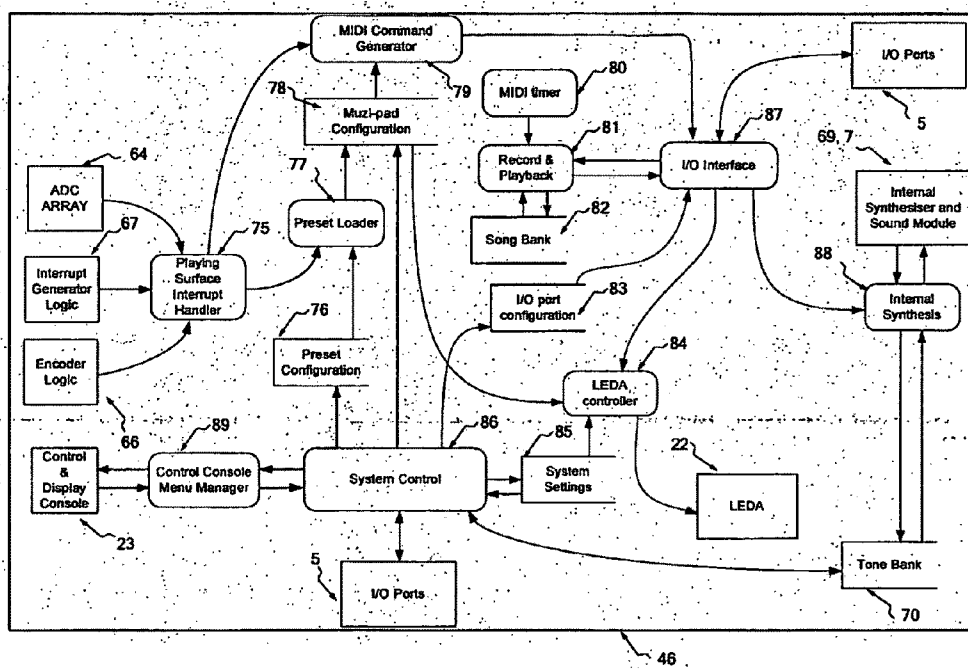 MIDI Command
Generator
79
80
MIDI timer
I/O Ports
5
78
Muzi-pad
Configuration
81
Record &
Playback
87
I/O Interface
69, 7
Internal
Synthesiser and
Sound Module
64
ADC
ARRAY
77
Preset Loader
82
Song Bank
67
Interrupt
Generator
Logic
75
Playing
Surface
Interrupt
Handler
83
I/O port
configuration
88
Internal
Synthesis
76
Preset
Configuration
Encoder
Logic
66
84
LEDA
controller
89
Control
&
Display
Console
23
Control Console
Menu Manager
86
System Control
85
System
Settings
22
LEDA
5
I/O Ports
Tone Bank
70
46